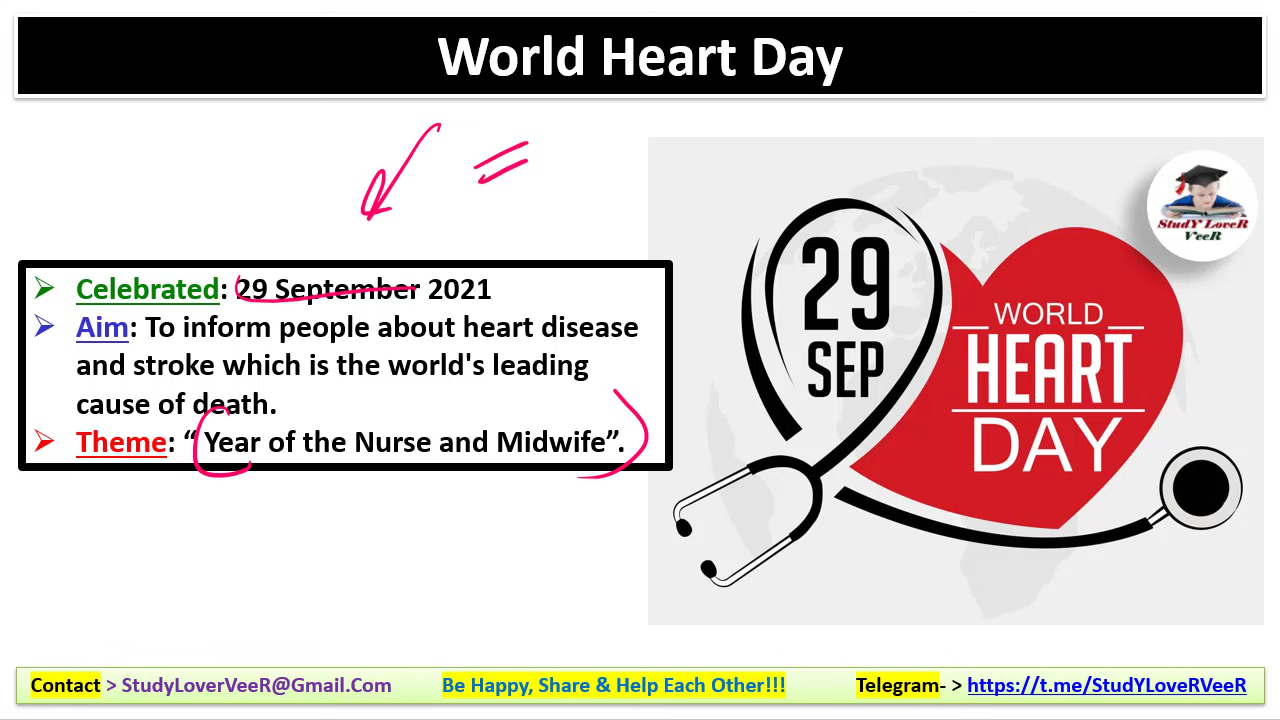 World Heart Day
Celebrated: 29 September 2021
Aim: To inform people about heart disease
and stroke which is the world's leading
cause of death.
Theme: “ Year of the Nurse and Midwife”.
29
SEP
WORLD
HEART
DAY
StudY LoveR
VeeR
Contact > StudyLoverVeeR@Gmail.Com
Be Happy, Share & Help Each Other!!!
Telegram- > https://t.me/StudYLoveRVeeR